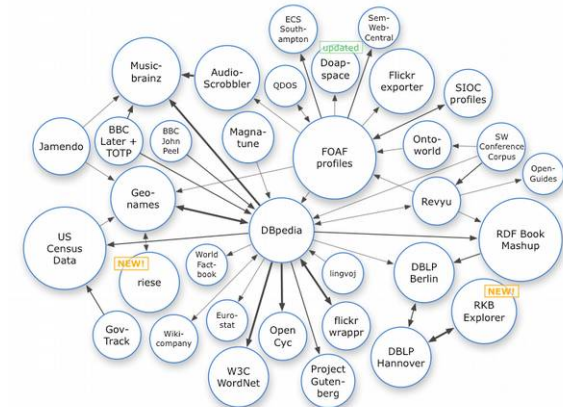 ECS
South-
ampton
Sem-
Web-
Central
updated
Doap-
space
Music-
brainz
Audio-
Scrobbler
QDOS
Flickr
exporter
SIOC
profiles
BBC
Later +
TOTP
BBC
John
Peel
Jamendo
Magna-
tune
FOAF
profiles
Onto-
world
SW
Conference
Corpus
Open-
Guides
Geo-
names
Revyu
DBpedia
US
Census
Data
RDF Book
Mashup
NEW!
riese
World
Fact-
book
lingvoj
DBLP
Berlin
NEW!
RKB
Explorer
Gov-
Track
Wiki-
company
Euro-
stat
Open
Cyc
flickr
wrappr
DBLP
Hannover
W3C
WordNet
Project
Guten-
berg